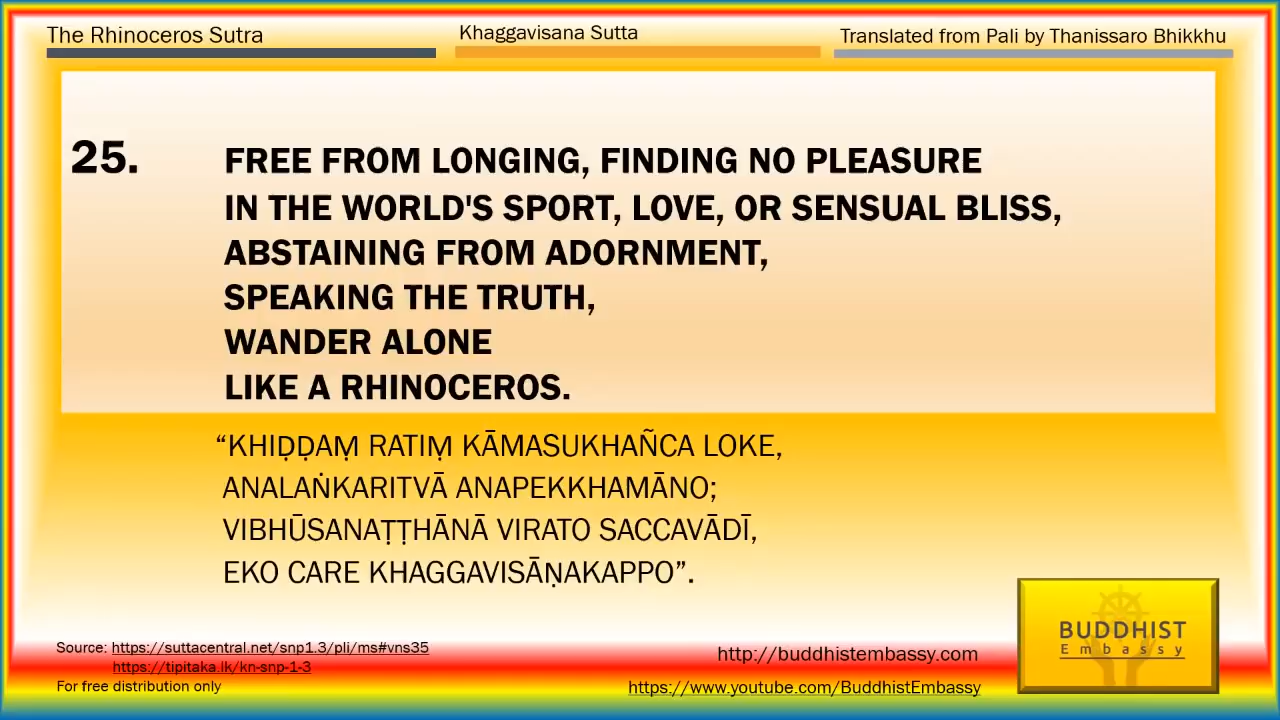 The Rhinoceros Sutra
Khaggavisana Sutta
Translated from Pali by Thanissaro Bhikkhu
25.
FREE FROM LONGING, FINDING NO PLEASURE
IN THE WORLD'S SPORT, LOVE, OR SENSUAL BLISS,
ABSTAINING FROM ADORNMENT,
SPEAKING THE TRUTH,
WANDER ALONE
LIKE A RHINOCEROS.
“KHIḌḌAṂ RATIṂ KĀMASUKHAÑCA LOKE,
ANALAṄKARITVĀ ANAPEKKHAMĀNO;
VIBHŪSANAṬṬHĀNĀ VIRATO SACCAVĀDĪ,
EKO CARE KHAGGAVISĀṆAKAPPO”.
Source: https://suttacentral.net/snp1.3/pli/ms#vns35
https://tipitaka.lk/kn-snp-1-3
For free distribution only
http://buddhistembassy.com
https://www.youtube.com/BuddhistEmbassy
BUDDHIST
Embassy